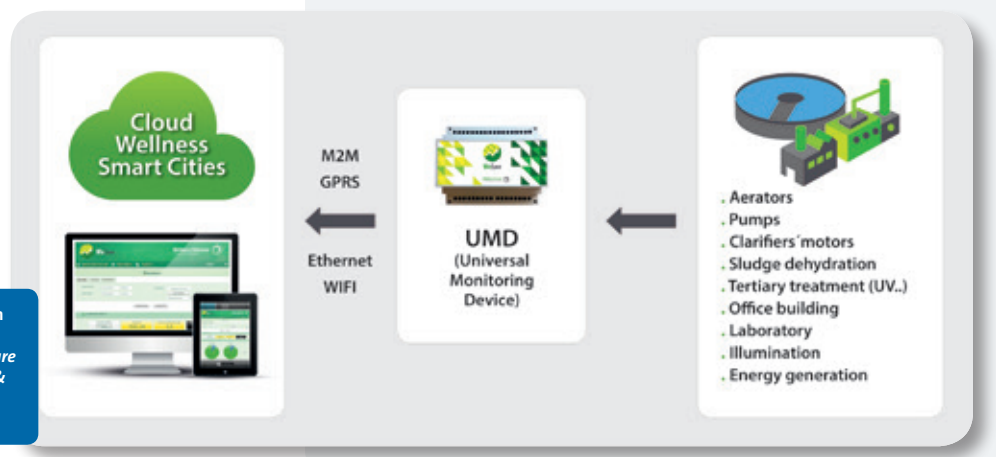 Cloud
Wellness
Smart Cities
M2M
GPRS
Ethernet
WIFI
UMD
(Universal
Monitoring
Device)
. Aerators
. Pumps
. Clarifiers´motors
. Sludge dehydration
. Tertiary treatment (UV..)
. Office building
. Laboratory
. Illumination
. Energy generation
&